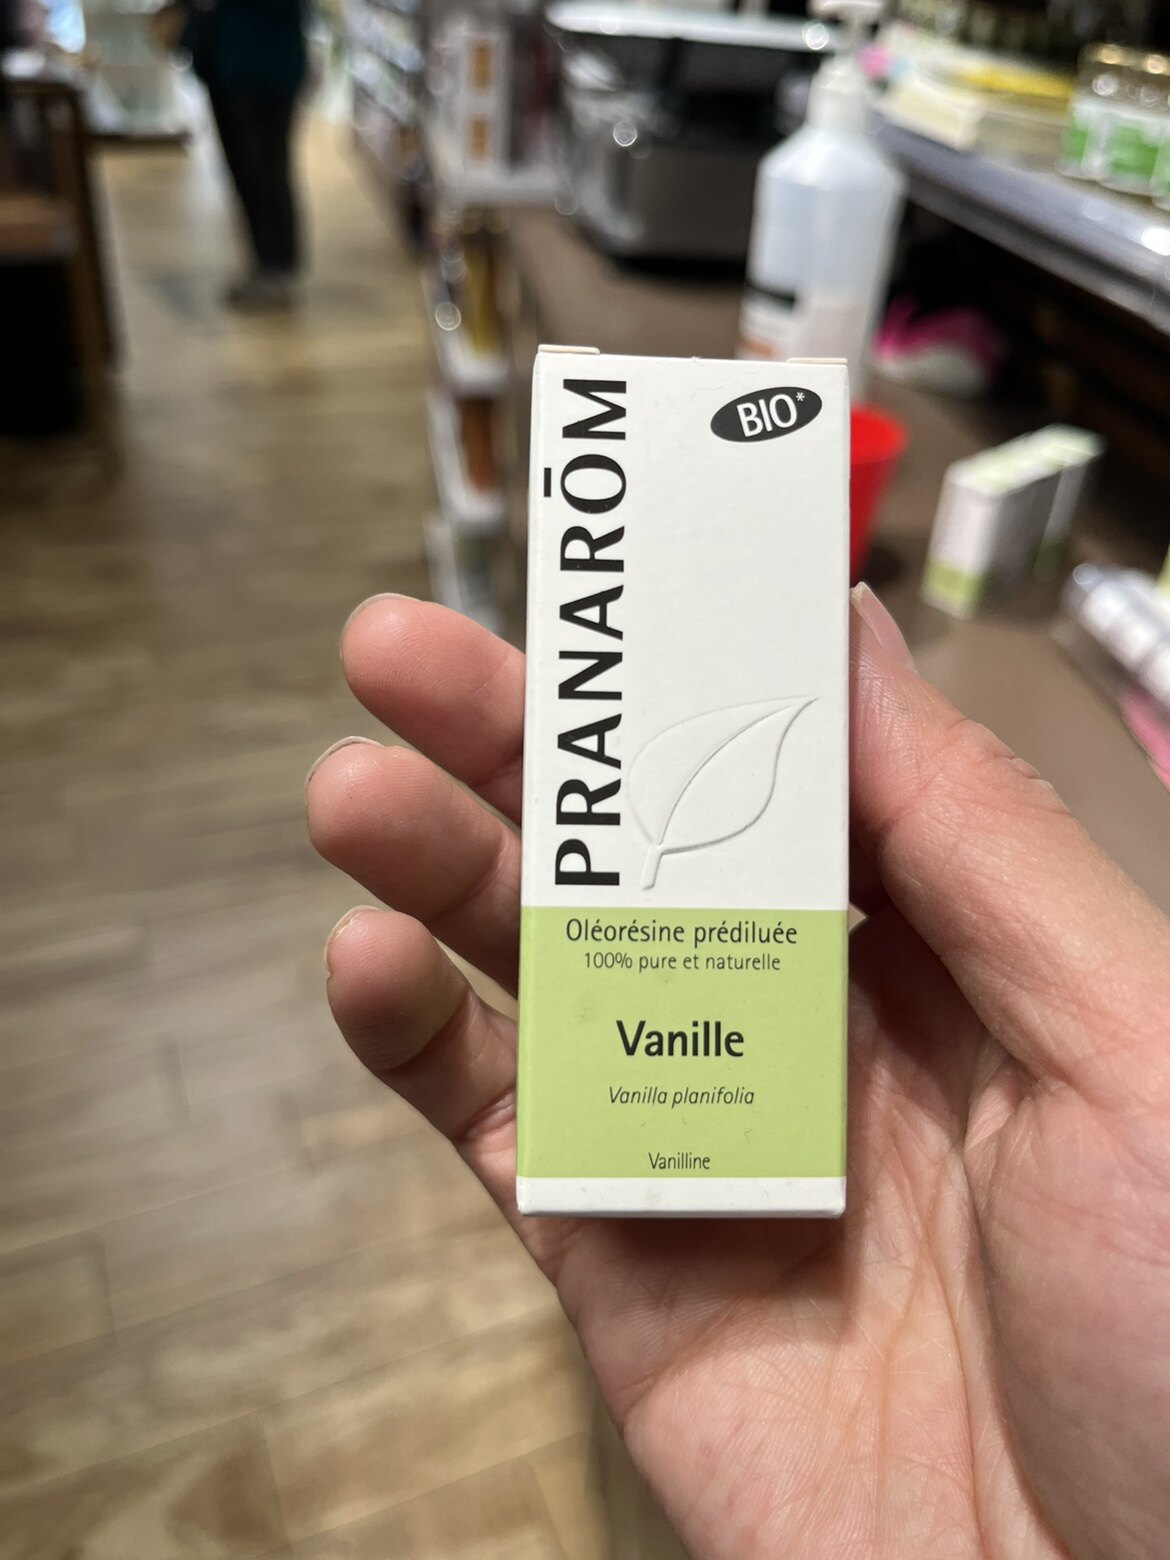 PRANARŌM
BIO*
Oléorésine prédiluée
100% pure et naturelle
Vanille
Vanilla planifolia
Vanilline